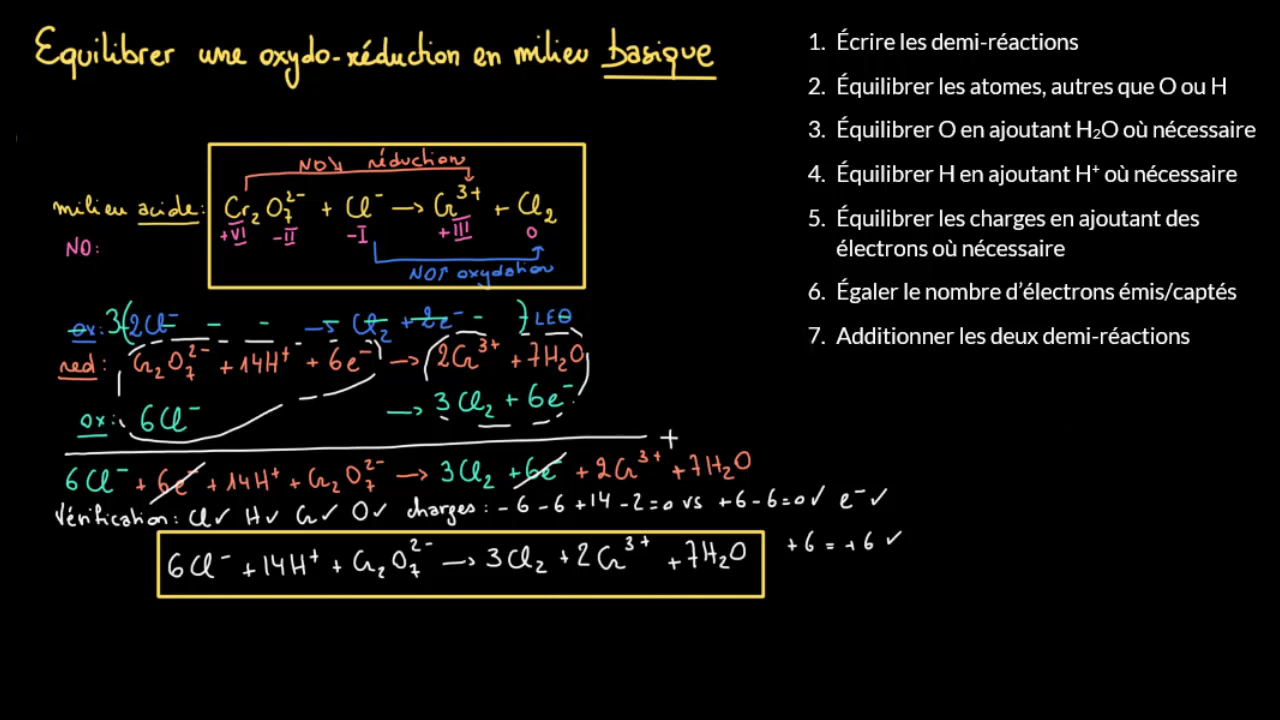 Equilibrer une oxydo-réduction en milieu basique
NO↘ réduction
milieu acide: Cr₂O₇²⁻ + Cl⁻ → Cr³⁺ + Cl₂
NO: +VI -II -I +III 0
NO↑ oxydation
ox: 3(2Cl⁻ → Cl₂ + 2e⁻) LEO
red: Cr₂O₇²⁻ + 14H⁺ + 6e⁻ → 2Cr³⁺ + 7H₂O
ox: 6Cl⁻ → 3Cl₂ + 6e⁻
+
6Cl⁻ + 6e⁻ + 14H⁺ + Cr₂O₇²⁻ → 3Cl₂ + 6e⁻ + 2Cr³⁺ + 7H₂O
Vérification: Cl✓ H✓ Cr✓ O✓ charges: -6 -6 +14 -2=0 vs +6-6=0✓ e⁻✓
6Cl⁻ + 14H⁺ + Cr₂O₇²⁻ → 3Cl₂ + 2Cr³⁺ + 7H₂O
+6 = +6 ✓
1. Écrire les demi-réactions
2. Équilibrer les atomes, autres que O ou H
3. Équilibrer O en ajoutant H₂O où nécessaire
4. Équilibrer H en ajoutant H⁺ où nécessaire
5. Équilibrer les charges en ajoutant des
électrons où nécessaire
6. Égaler le nombre d’électrons émis/captés
7. Additionner les deux demi-réactions